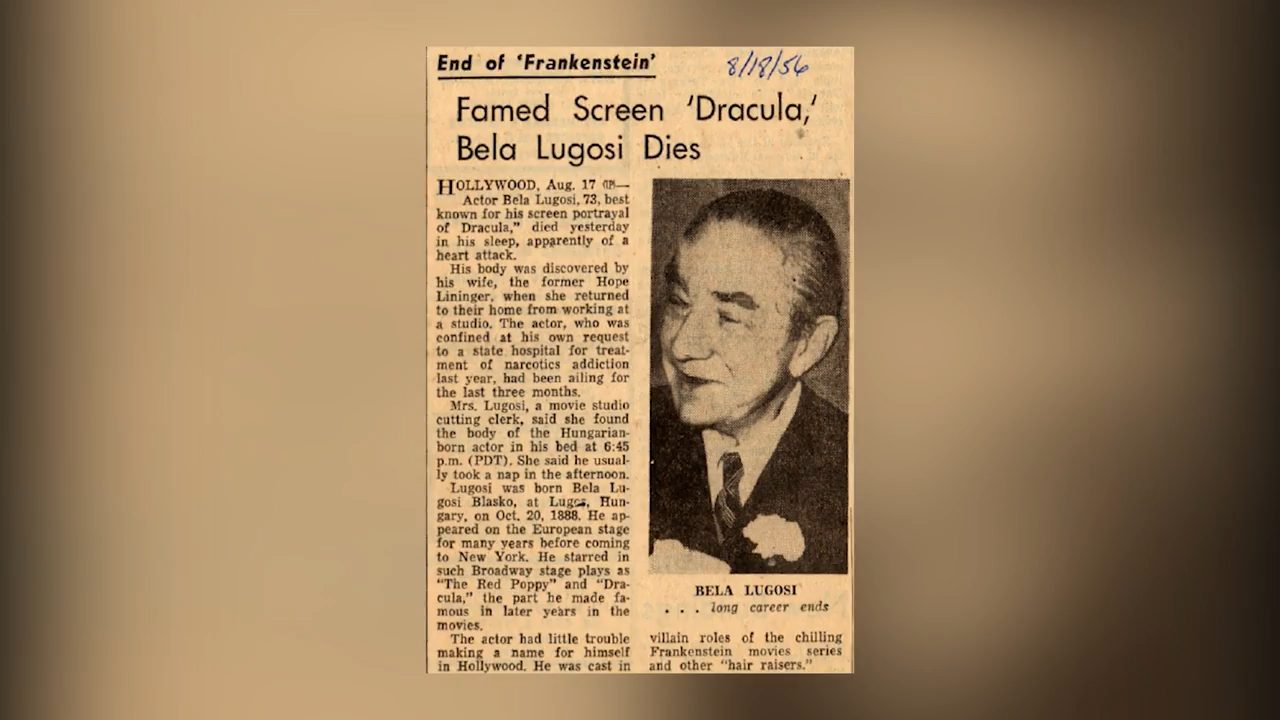 End of 'Frankenstein'
8/18/56
Famed Screen 'Dracula,'
Bela Lugosi Dies
HOLLYWOOD, Aug. 17 (UP)—
Actor Bela Lugosi, 73, best
known for his screen portrayal
of Dracula," died yesterday
in his sleep, apparently of a
heart attack.
His body was discovered by
his wife, the former Hope
Lininger, when she returned
to their home from working at
a studio. The actor, who was
confined at his own request
to a state hospital for treat-
ment of narcotics addiction
last year, had been ailing for
the last three months.
Mrs. Lugosi, a movie studio
cutting clerk, said she found
the body of the Hungarian-
born actor in his bed at 6:45
p.m. (PDT). She said he usual-
ly took a nap in the afternoon.
Lugosi was born Bela Lu-
gosi Blasko, at Lugos, Hun-
gary, on Oct. 20, 1888. He ap-
peared on the European stage
for many years before coming
to New York. He starred in
such Broadway stage plays as
"The Red Poppy" and "Dra-
cula," the part he made fa-
mous in later years in the
movies.
The actor had little trouble
making a name for himself
in Hollywood. He was cast in
BELA LUGOSI
. . . long career ends
villain roles of the chilling
Frankenstein movies series
and other "hair raisers."